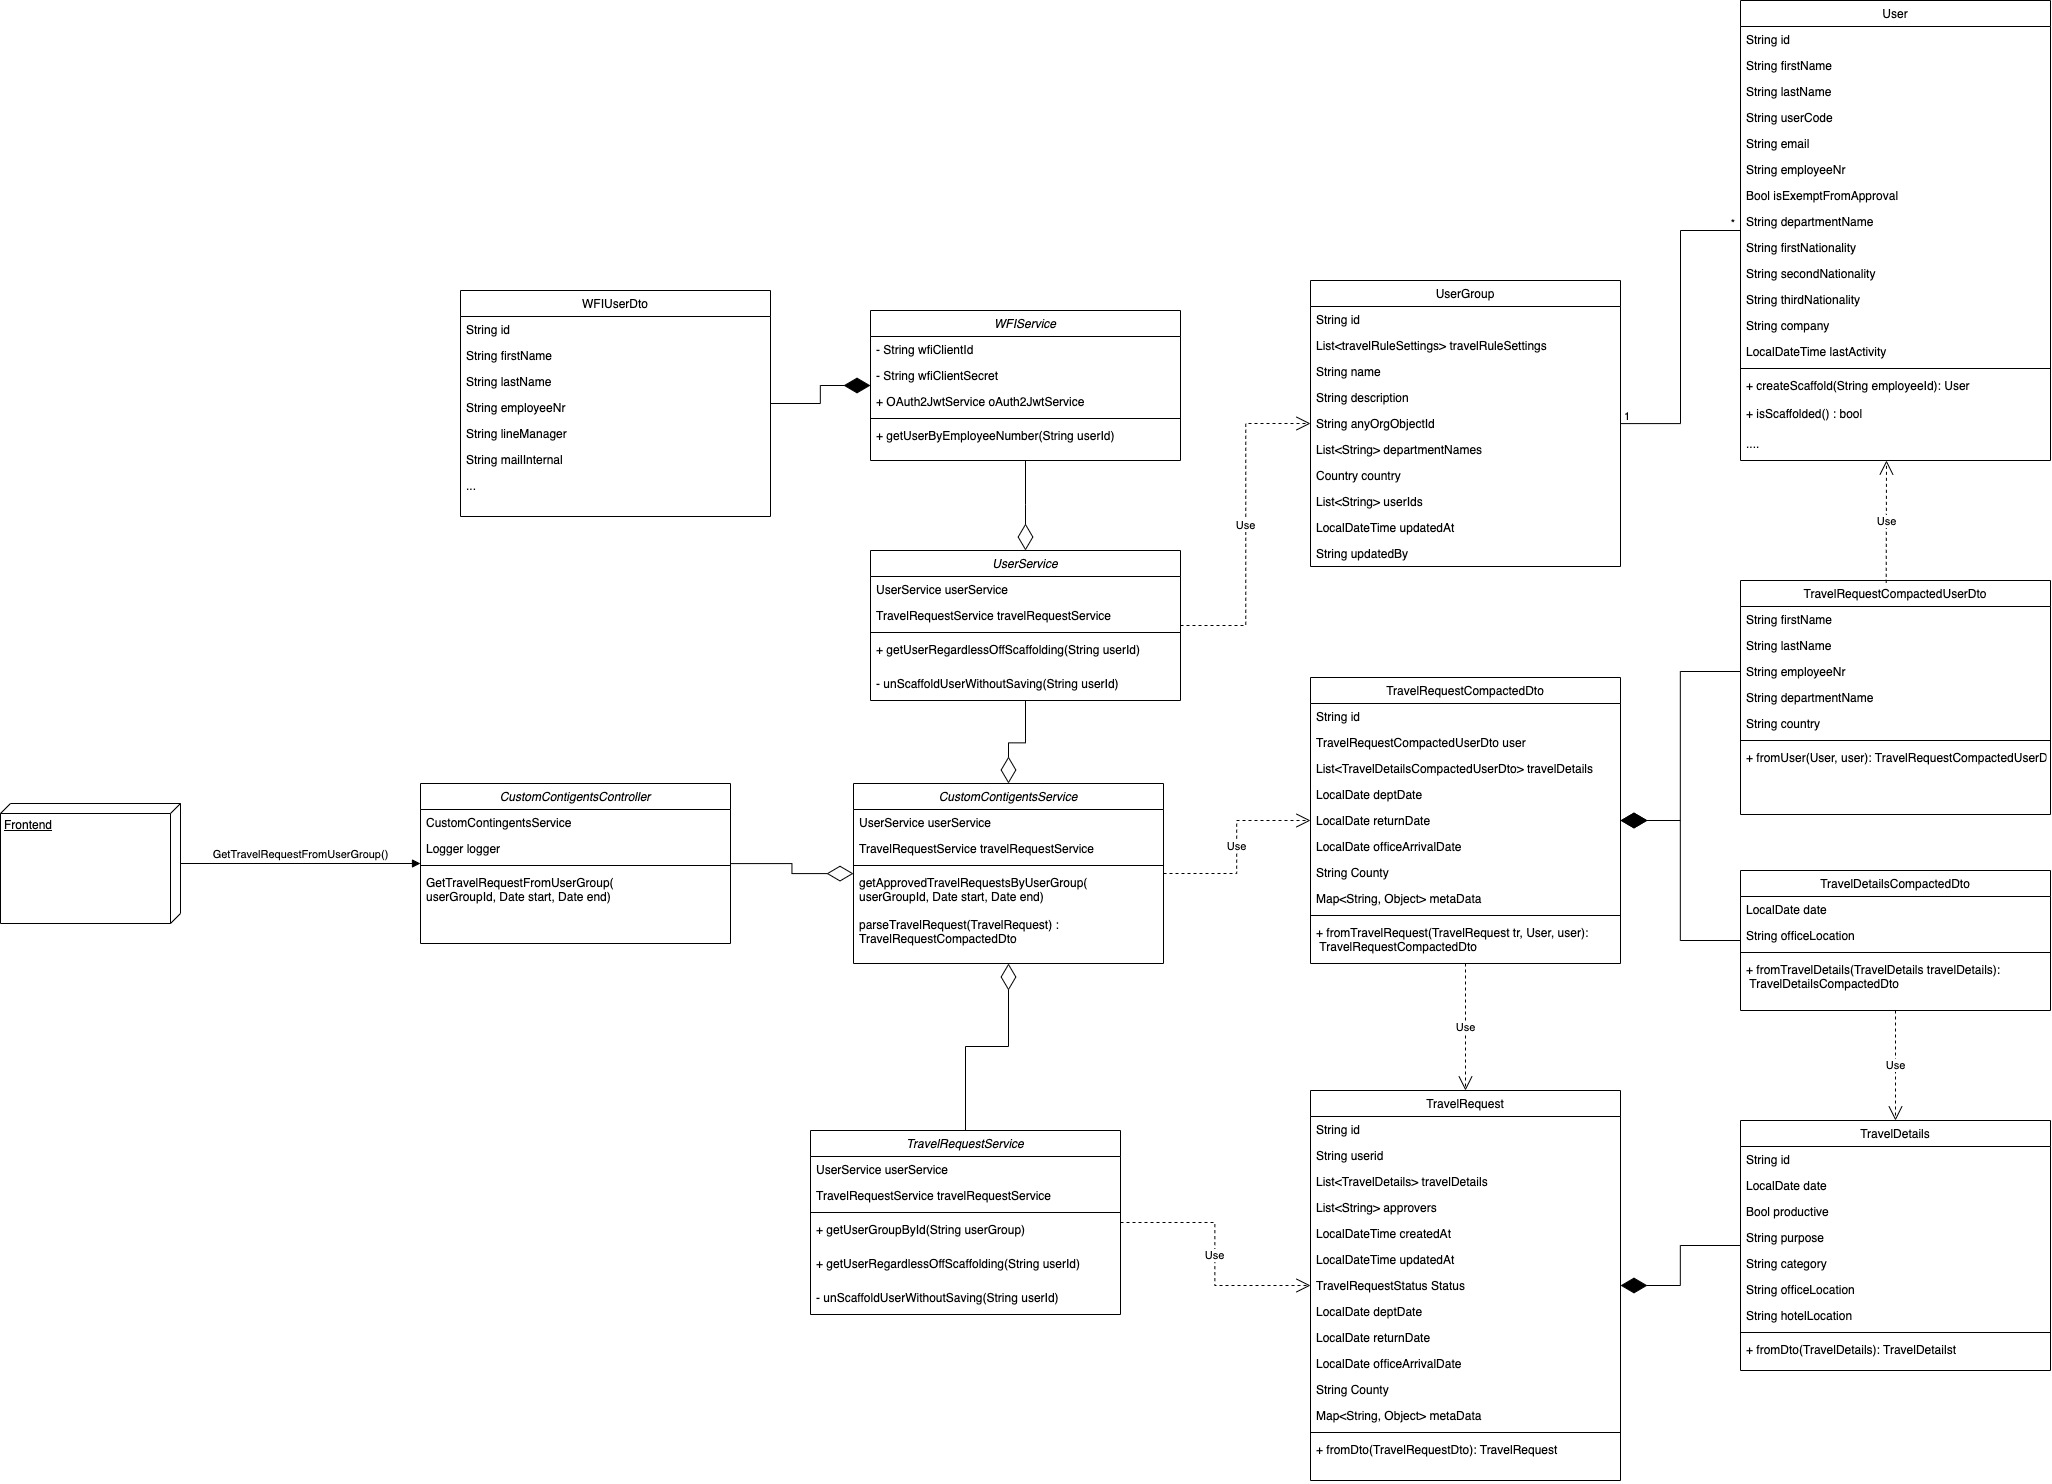 User
String id
String firstName
String lastName
String userCode
String email
String employeeNr
Bool isExemptFromApproval
String departmentName
String firstNationality
String secondNationality
String thirdNationality
String company
LocalDateTime lastActivity
+ createScaffold(String employeeId): User
+ isScaffolded() : bool
....
*
1
WFIUserDto
String id
String firstName
String lastName
String employeeNr
String lineManager
String mailInternal
...
WFIService
- String wfiClientId
- String wfiClientSecret
+ OAuth2JwtService oAuth2JwtService
+ getUserByEmployeeNumber(String userId)
UserGroup
String id
List<travelRuleSettings> travelRuleSettings
String name
String description
String anyOrgObjectId
List<String> departmentNames
Country country
List<String> userIds
LocalDateTime updatedAt
String updatedBy
Use
Use
UserService
UserService userService
TravelRequestService travelRequestService
+ getUserRegardlessOffScaffolding(String userId)
- unScaffoldUserWithoutSaving(String userId)
TravelRequestCompactedUserDto
String firstName
String lastName
String employeeNr
String departmentName
String country
+ fromUser(User, user): TravelRequestCompactedUserD
TravelRequestCompactedDto
String id
TravelRequestCompactedUserDto user
List<TravelDetailsCompactedUserDto> travelDetails
LocalDate deptDate
LocalDate returnDate
LocalDate officeArrivalDate
String County
Map<String, Object> metaData
+ fromTravelRequest(TravelRequest tr, User, user):
TravelRequestCompactedDto
Frontend
GetTravelRequestFromUserGroup()
CustomContigentsController
CustomContingentsService
Logger logger
GetTravelRequestFromUserGroup(
userGroupId, Date start, Date end)
CustomContigentsService
UserService userService
TravelRequestService travelRequestService
getApprovedTravelRequestsByUserGroup(
userGroupId, Date start, Date end)
parseTravelRequest(TravelRequest) :
TravelRequestCompactedDto
Use
TravelDetailsCompactedDto
LocalDate date
String officeLocation
+ fromTravelDetails(TravelDetails travelDetails):
TravelDetailsCompactedDto
Use
Use
TravelRequestService
UserService userService
TravelRequestService travelRequestService
+ getUserGroupById(String userGroup)
+ getUserRegardlessOffScaffolding(String userId)
- unScaffoldUserWithoutSaving(String userId)
Use
TravelRequest
String id
String userid
List<TravelDetails> travelDetails
List<String> approvers
LocalDateTime createdAt
LocalDateTime updatedAt
TravelRequestStatus Status
LocalDate deptDate
LocalDate returnDate
LocalDate officeArrivalDate
String County
Map<String, Object> metaData
+ fromDto(TravelRequestDto): TravelRequest
TravelDetails
String id
LocalDate date
Bool productive
String purpose
String category
String officeLocation
String hotelLocation
+ fromDto(TravelDetails): TravelDetailst